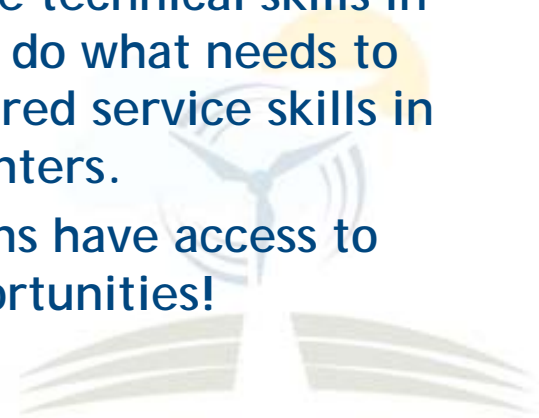 e technical skills in
do what needs to
red service skills in
nters.
ns have access to
ortunities!